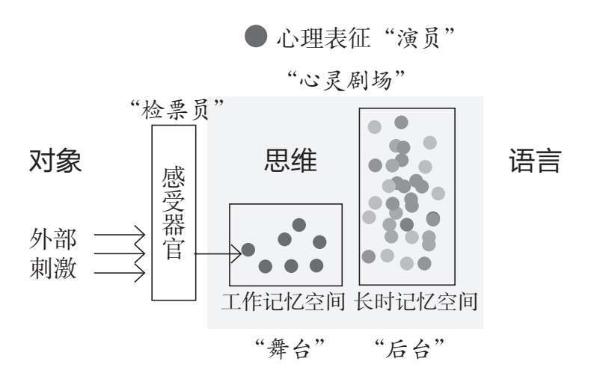 心理表征“演员”
“心灵剧场”
“检票员”
对象
思维
语言
感受器官
外部
刺激
工作记忆空间
长时记忆空间
“舞台”
“后台”